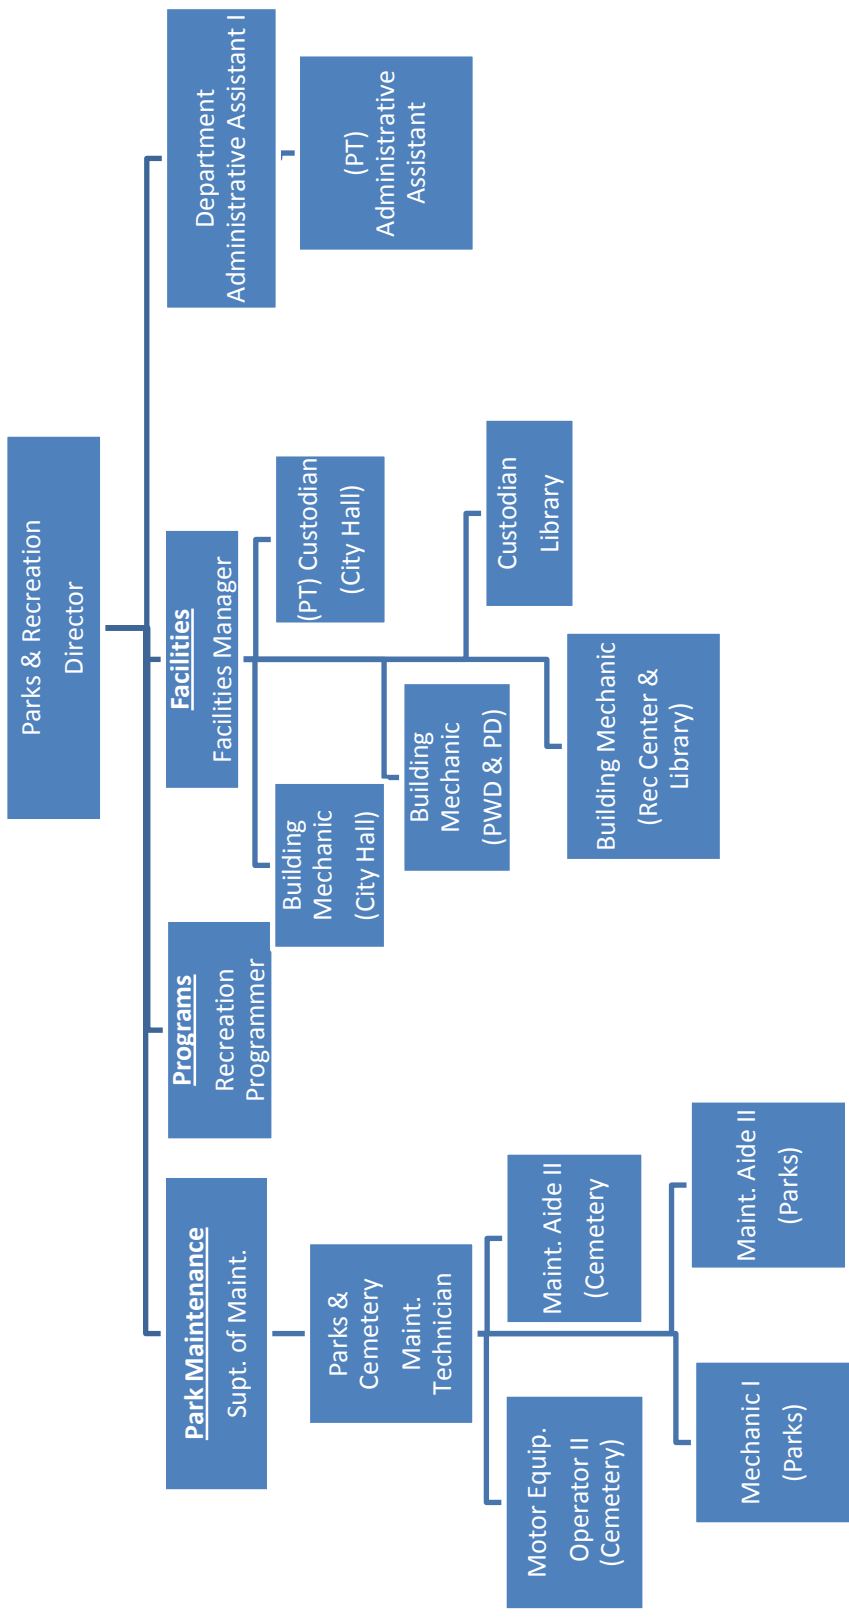 Parks & Recreation
Director
Park Maintenance
Supt. of Maint.
Programs
Recreation
Programmer
Facilities
Facilities Manager
Department
Administrative Assistant I
Parks &
Cemetery
Maint.
Technician
Building
Mechanic
(City Hall)
(PT) Custodian
(City Hall)
(PT)
Administrative
Assistant
Building
Mechanic
(PWD & PD)
Motor Equip.
Operator II
(Cemetery)
Maint. Aide II
(Cemetery
Custodian
Library
Building Mechanic
(Rec Center &
Library)
Mechanic I
(Parks)
Maint. Aide II
(Parks)